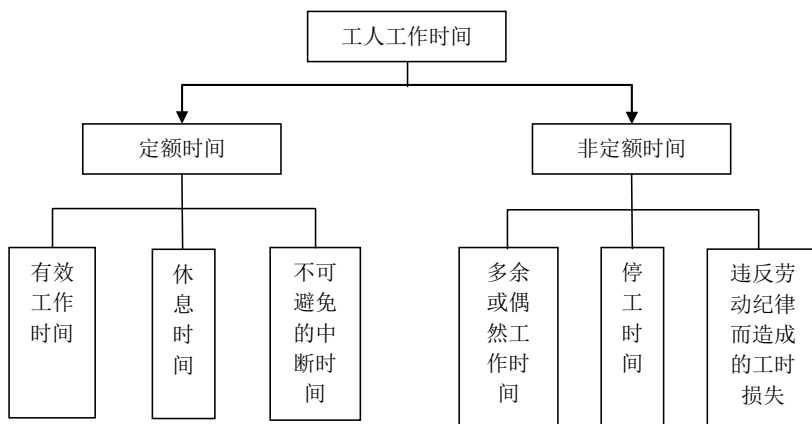 工人工作时间
定额时间
非定额时间
有效
工作
时间
休
息
时
间
不可
避免
的中
断时
间
多余
或偶
然工
作时
间
停
工
时
间
违反劳
动纪律
而造成
的工时
损失